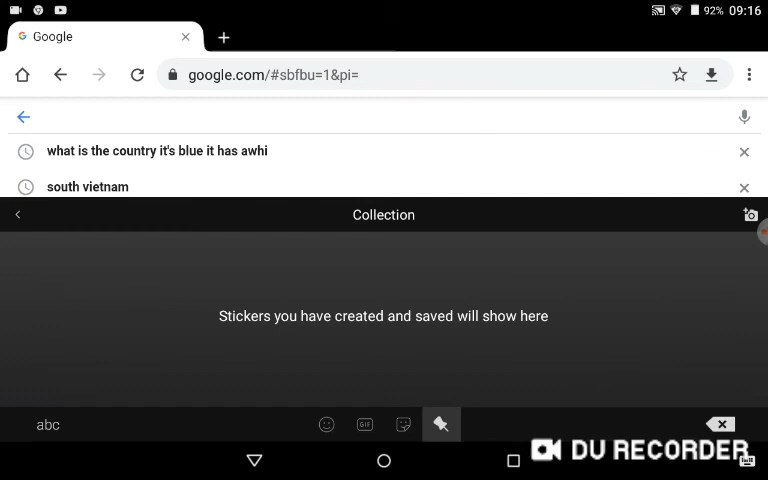 92% 09:16
Google
google.com/#sbfbu=1&pi=
what is the country it's blue it has awhi
south vietnam
Collection
Stickers you have created and saved will show here
abc
GIF
DU RECORDER